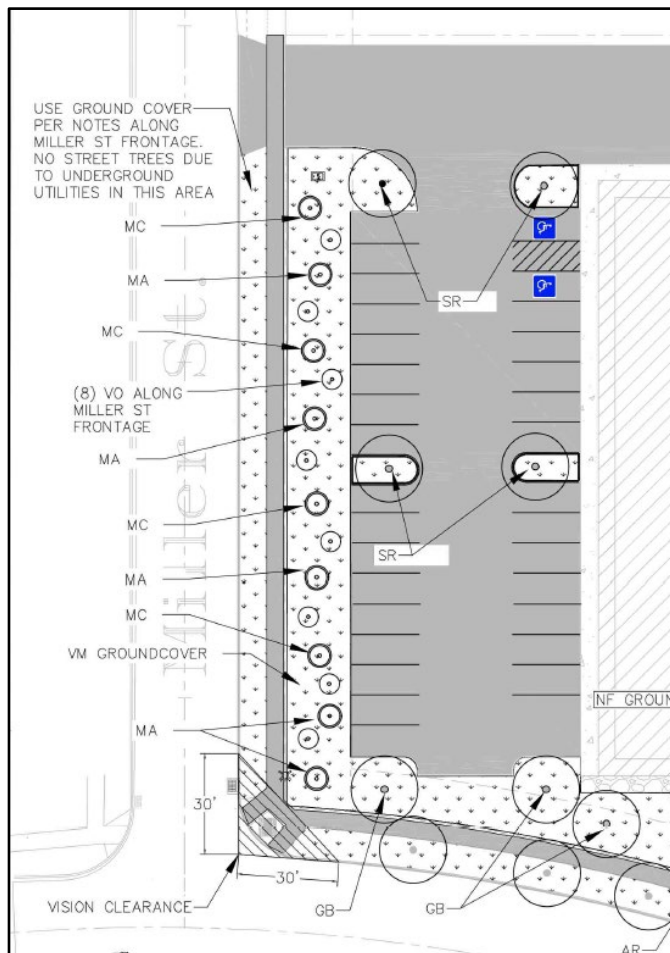 USE GROUND COVER
PER NOTES ALONG
MILLER ST FRONTAGE.
NO STREET TREES DUE
TO UNDERGROUND
UTILITIES IN THIS AREA
MC
MA
SR
MC
Miller St.
(8) VO ALONG
MILLER ST
FRONTAGE
MA
MC
SR
MA
MC
VM GROUNDCOVER
NF GROUN
MA
30'
30'
VISION CLEARANCE
GB
GB
AR